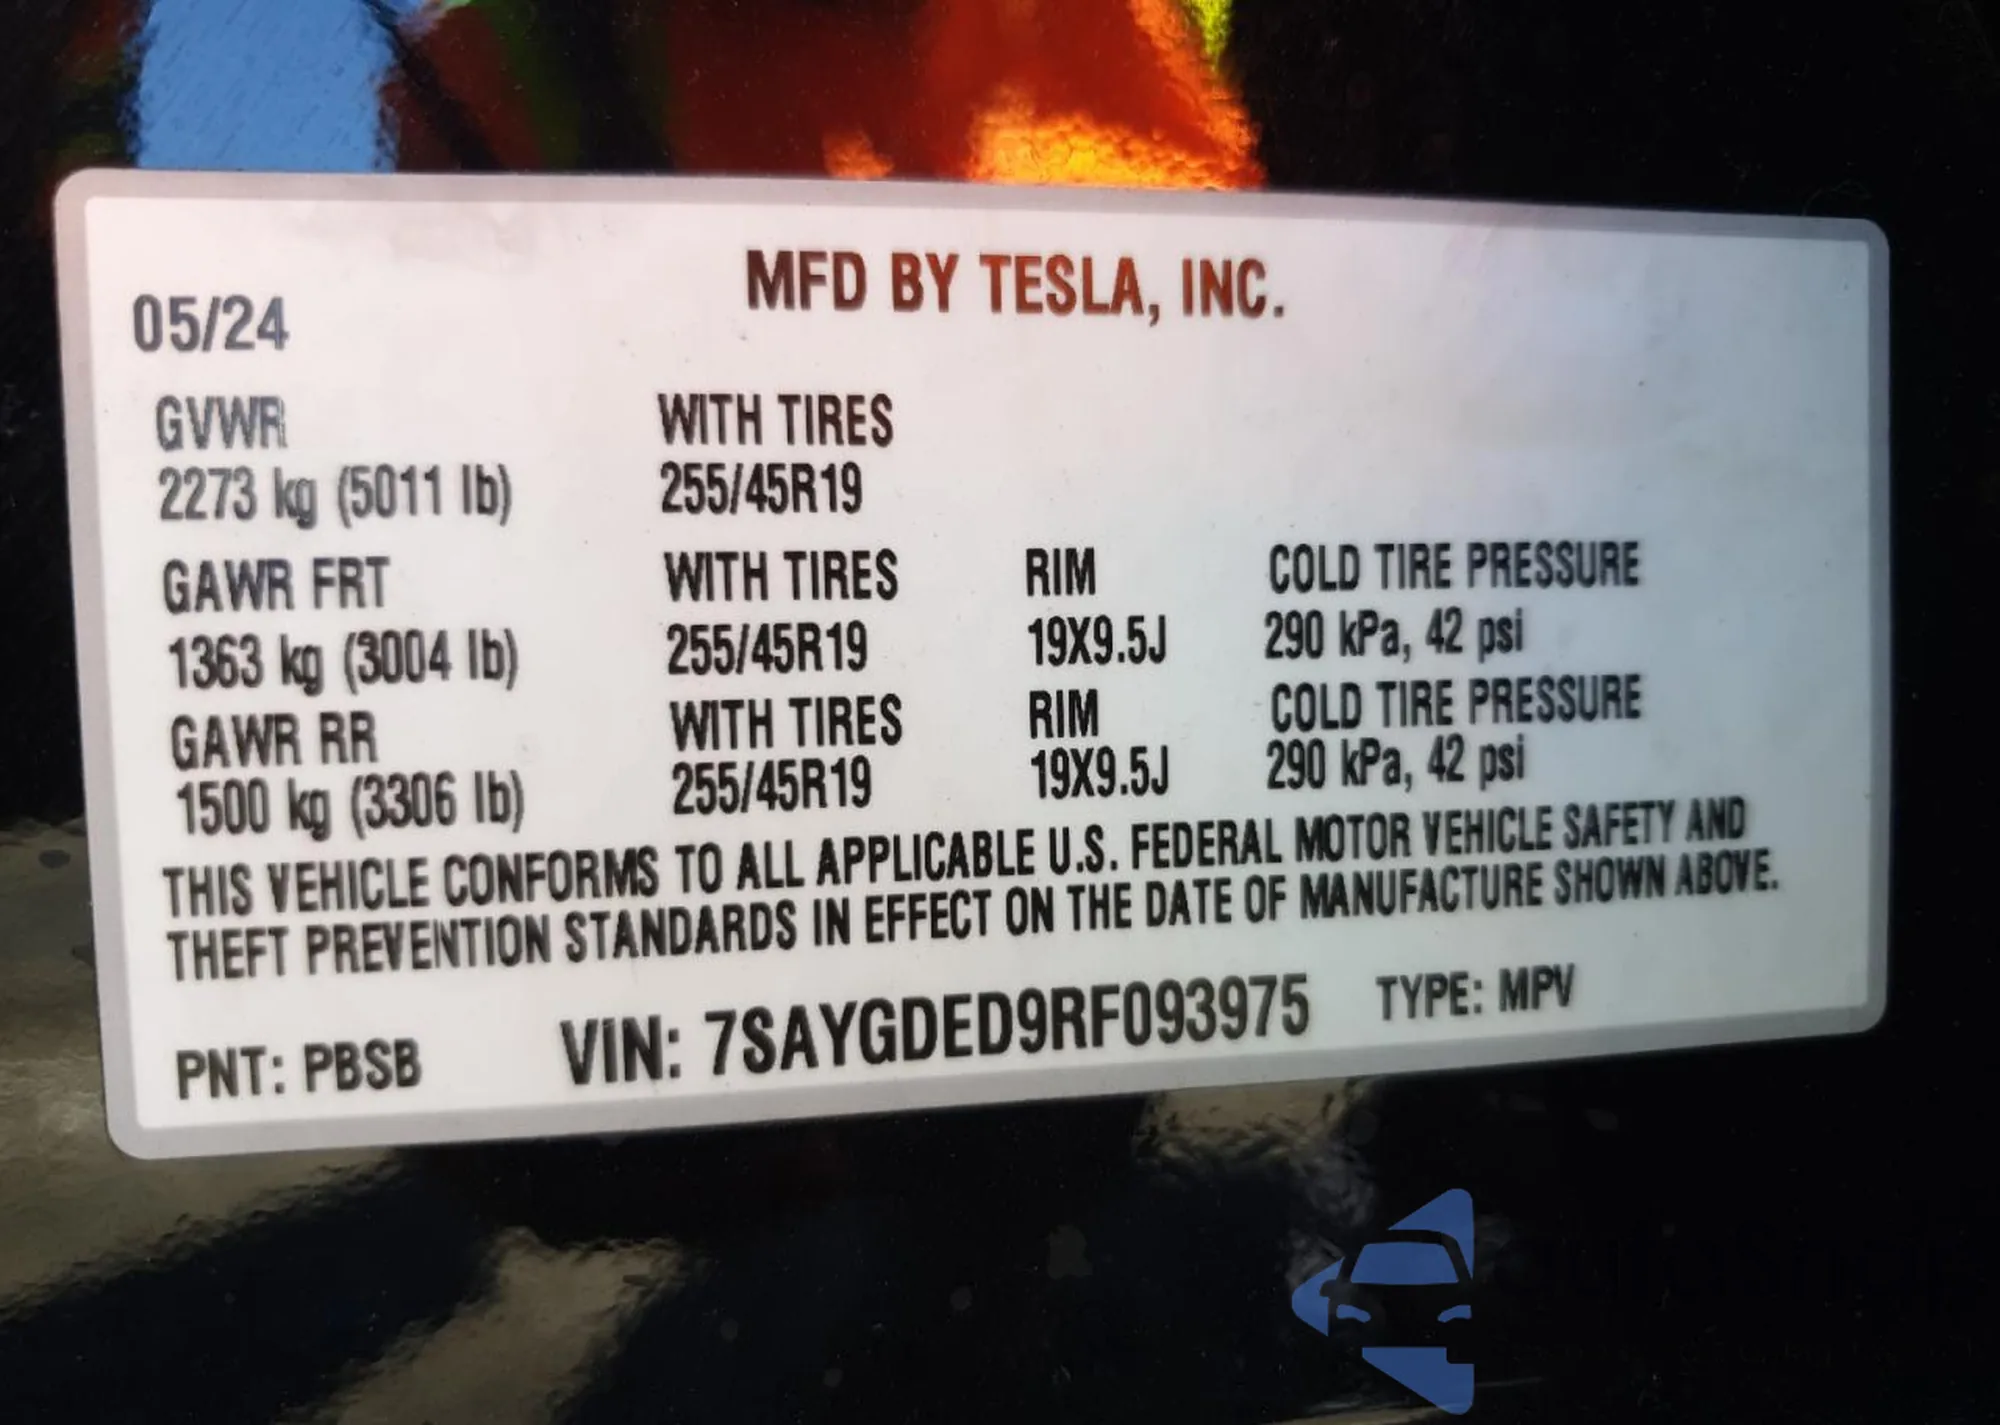 MFD BY TESLA, INC.
05/24
GVWR WITH TIRES
2273 kg (5011 lb) 255/45R19
GAWR FRT WITH TIRES RIM COLD TIRE PRESSURE
1363 kg (3004 lb) 255/45R19 19X9.5J 290 kPa, 42 psi
GAWR RR WITH TIRES RIM COLD TIRE PRESSURE
1500 kg (3306 lb) 255/45R19 19X9.5J 290 kPa, 42 psi
THIS VEHICLE CONFORMS TO ALL APPLICABLE U.S. FEDERAL MOTOR VEHICLE SAFETY AND
THEFT PREVENTION STANDARDS IN EFFECT ON THE DATE OF MANUFACTURE SHOWN ABOVE.
PNT: PBSB VIN: 7SAYGDED9RF093975 TYPE: MPV